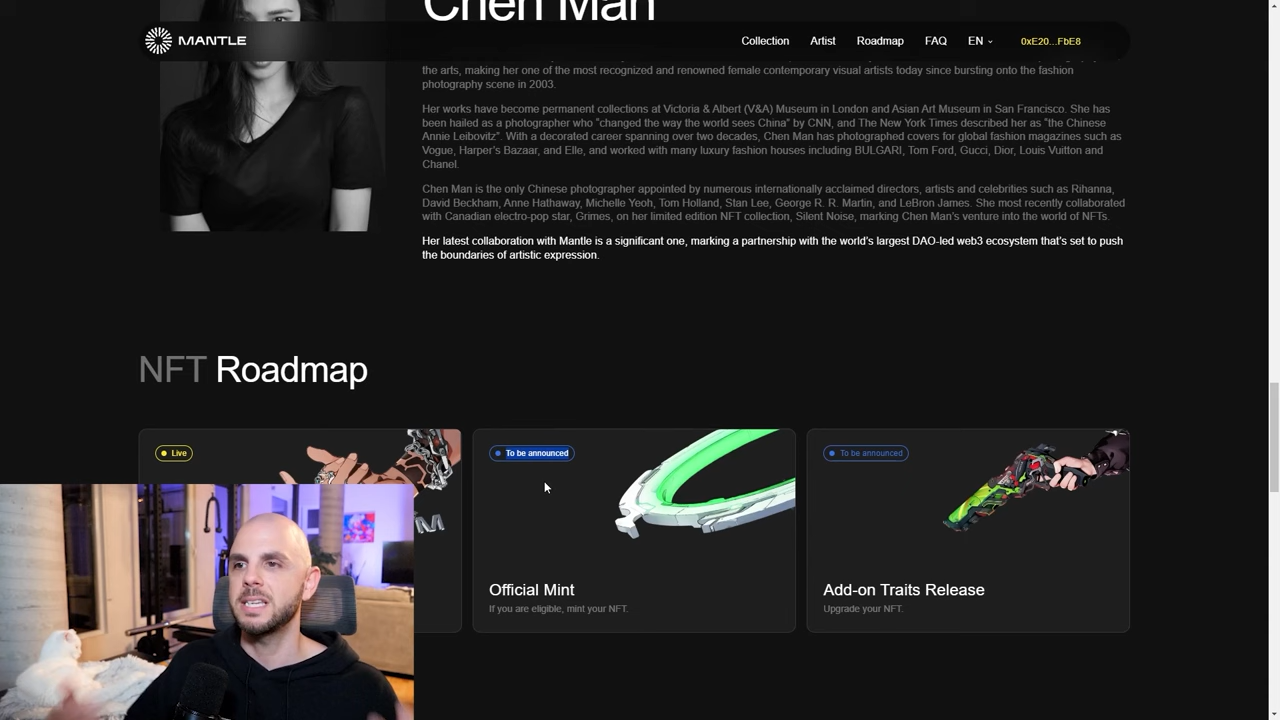 Chen Man
MANTLE
Collection
Artist
Roadmap
FAQ
EN
0xE20...FbE8
the arts, making her one of the most recognized and renowned female contemporary visual artists today since bursting onto the fashion
photography scene in 2003.
Her works have become permanent collections at Victoria & Albert (V&A) Museum in London and Asian Art Museum in San Francisco. She has
been hailed as a photographer who "changed the way the world sees China" by CNN, and The New York Times described her as "the Chinese
Annie Leibovitz". With a decorated career spanning over two decades, Chen Man has photographed covers for global fashion magazines such as
Vogue, Harper's Bazaar, and Elle, and worked with many luxury fashion houses including BULGARI, Tom Ford, Gucci, Dior, Louis Vuitton and
Chanel.
Chen Man is the only Chinese photographer appointed by numerous internationally acclaimed directors, artists and celebrities such as Rihanna,
David Beckham, Anne Hathaway, Michelle Yeoh, Tom Holland, Stan Lee, George R. R. Martin, and LeBron James. She most recently collaborated
with Canadian electro-pop star, Grimes, on her limited edition NFT collection, Silent Noise, marking Chen Man's venture into the world of NFTs.
Her latest collaboration with Mantle is a significant one, marking a partnership with the world's largest DAO-led web3 ecosystem that's set to push
the boundaries of artistic expression.
NFT Roadmap
Live
To be announced
Official Mint
If you are eligible, mint your NFT.
To be announced
Add-on Traits Release
Upgrade your NFT.